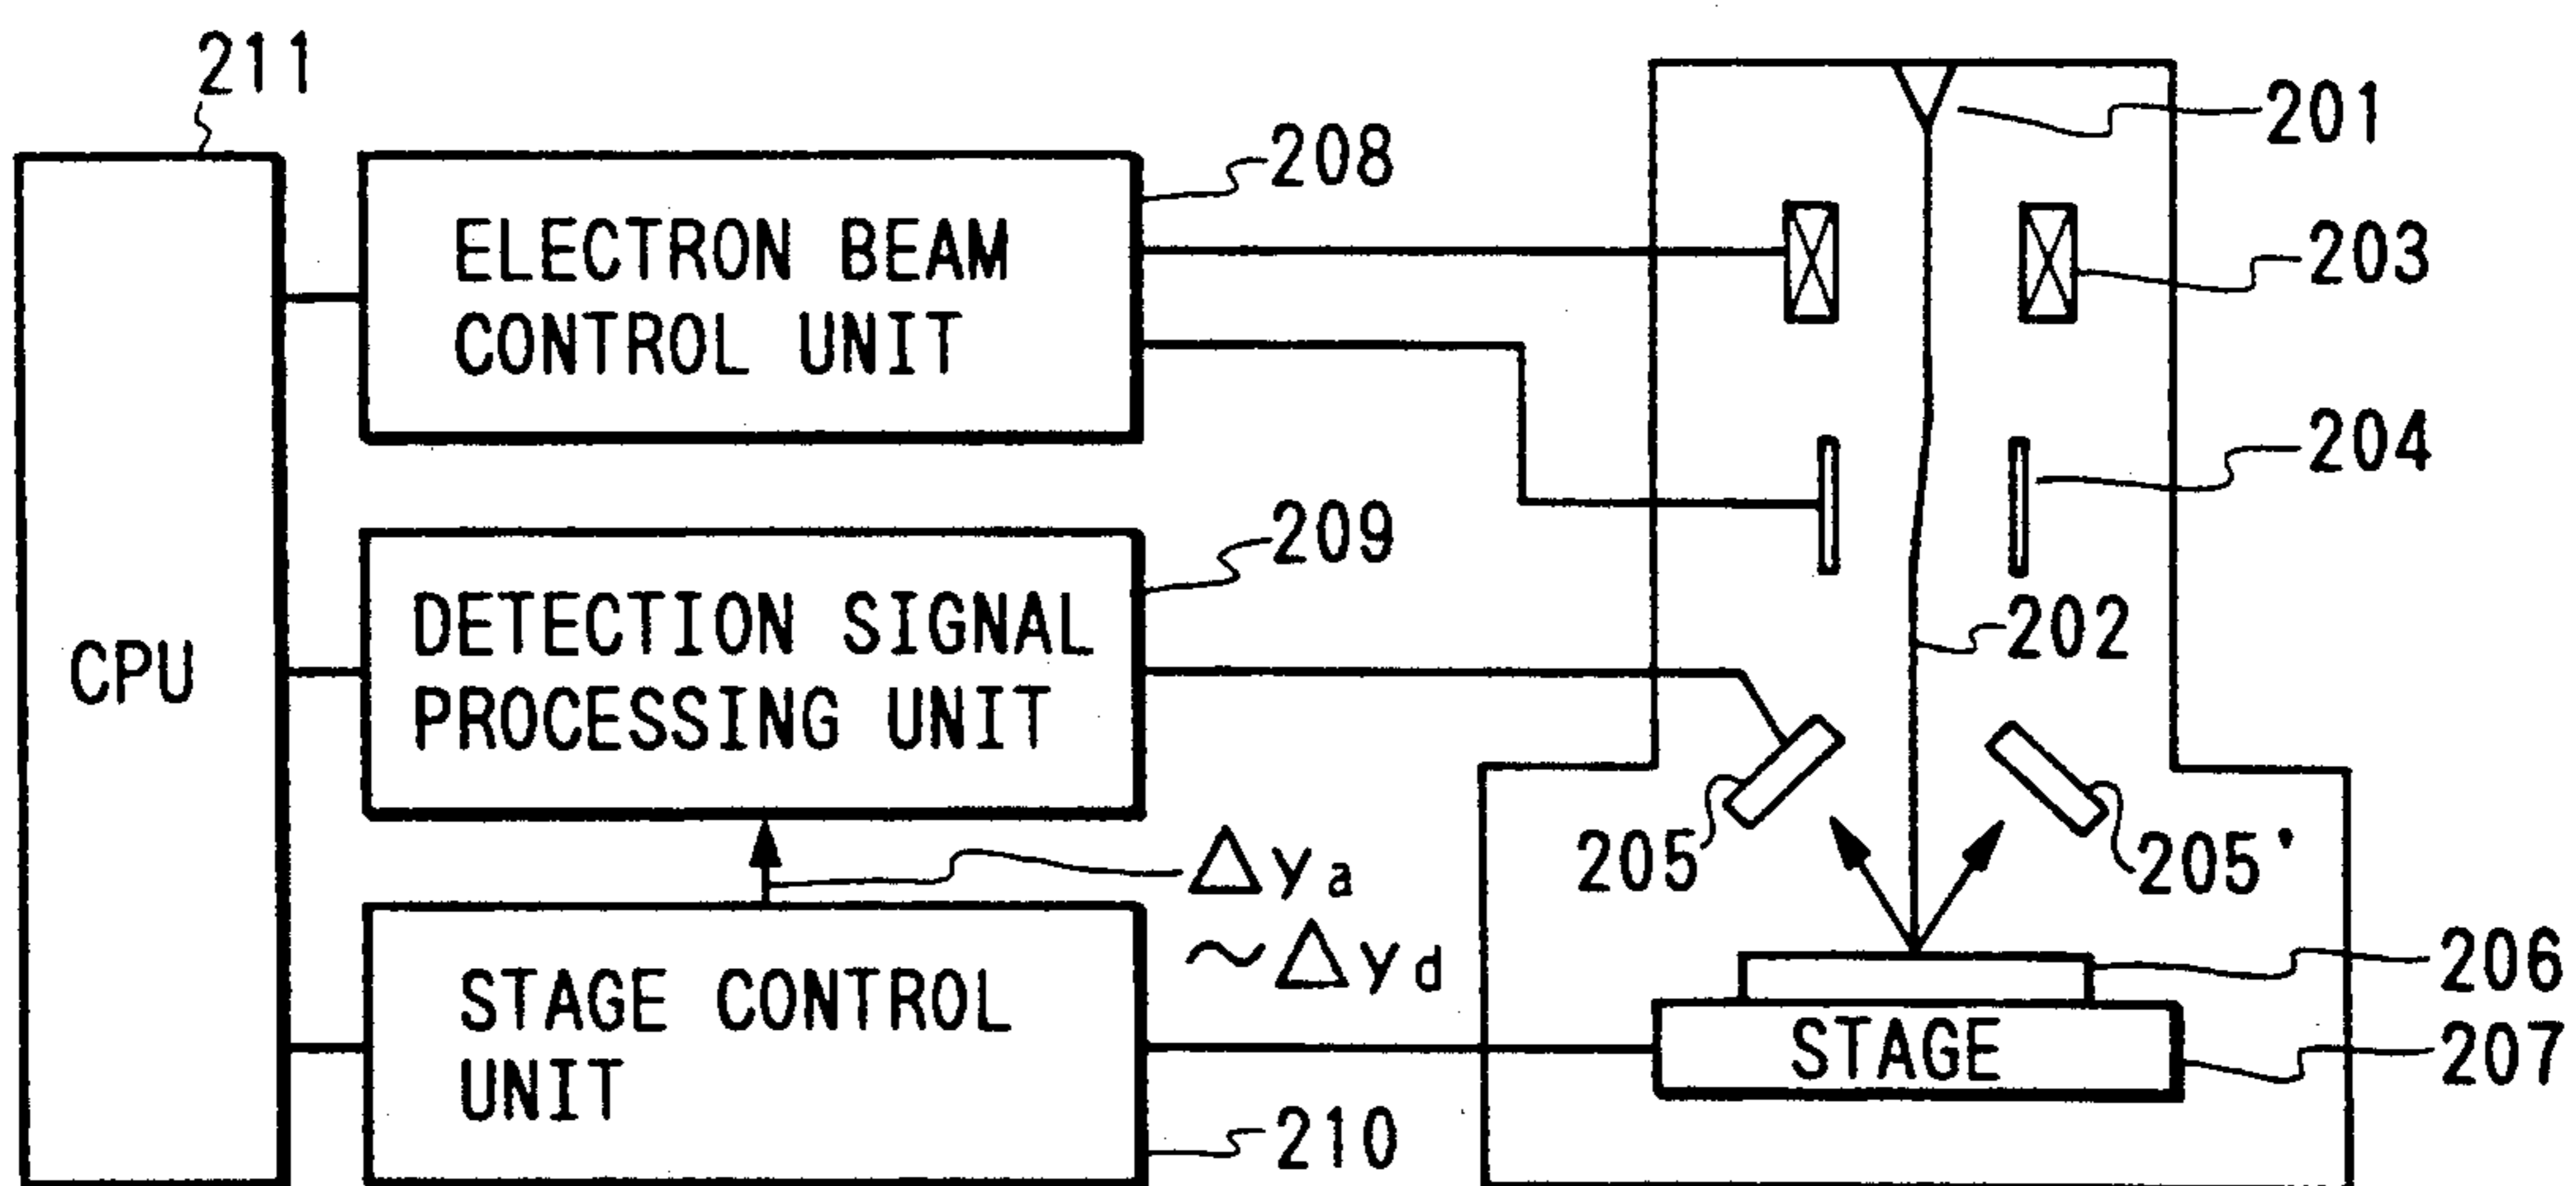 211
CPU
208
ELECTRON BEAM
CONTROL UNIT
209
DETECTION SIGNAL
PROCESSING UNIT
Δya
~Δyd
STAGE CONTROL
UNIT
210
201
203
204
202
205
205'
206
STAGE
207